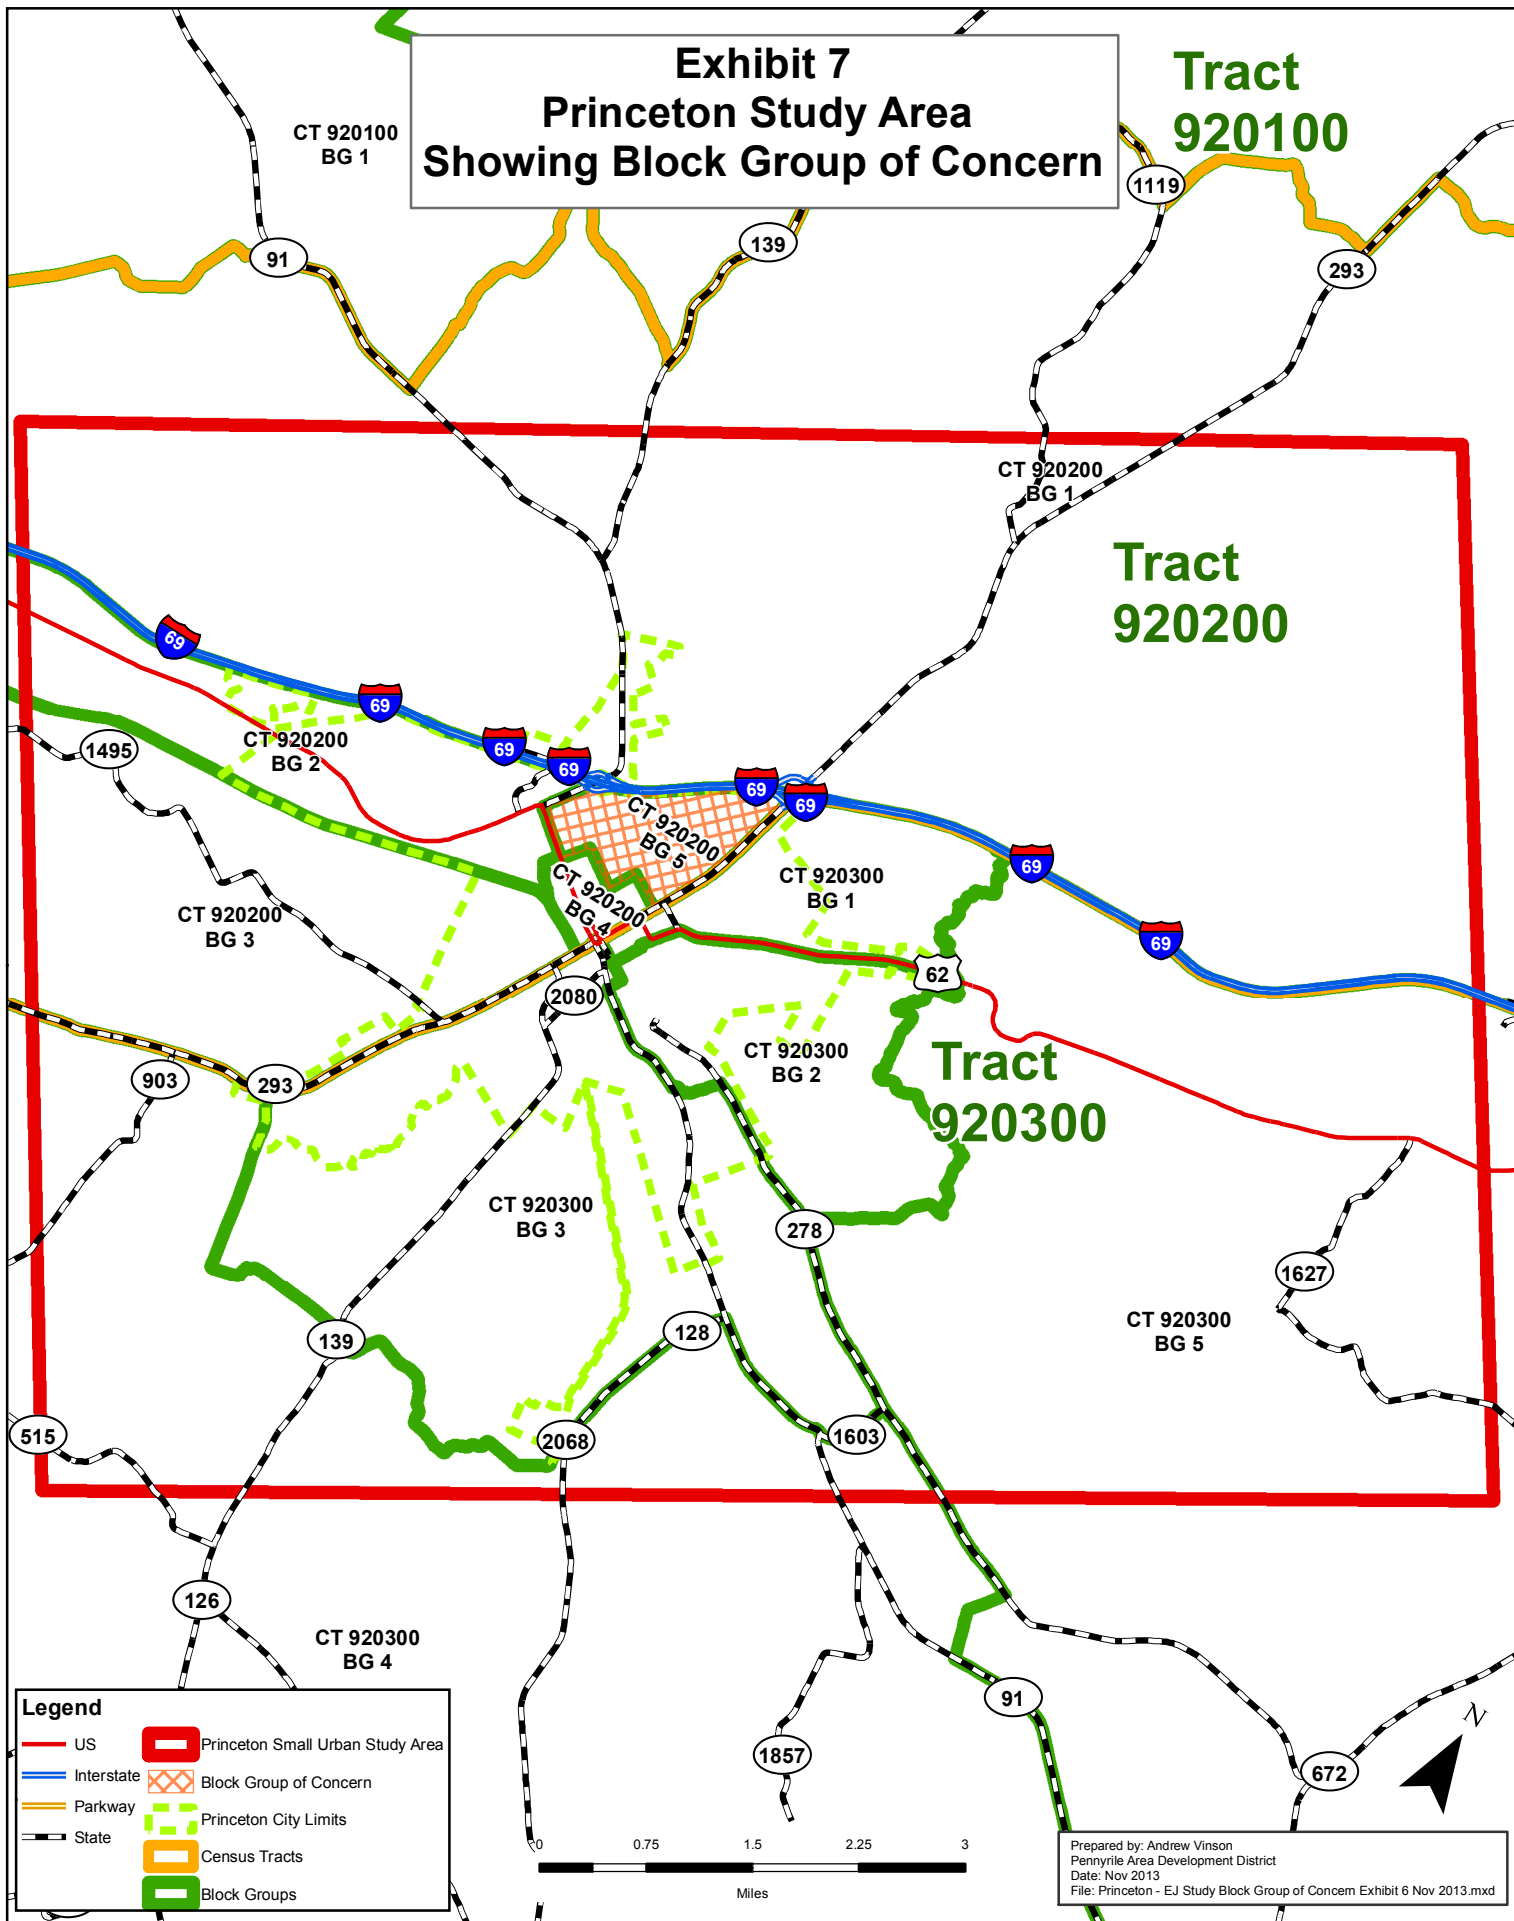 Exhibit 7
Princeton Study Area
Showing Block Group of Concern
Tract
920100
CT 920100
BG 1
1119
91
139
293
CT 920200
BG 1
Tract
920200
69
69
69
69
69
69
69
69
1495
CT 920200
BG 2
CT 920200
BG 5
CT 920200
BG 4
CT 920300
BG 1
CT 920200
BG 3
62
2080
CT 920300
BG 2
Tract
920300
903
293
CT 920300
BG 3
278
1627
139
128
CT 920300
BG 5
515
2068
1603
126
CT 920300
BG 4
91
1857
672
N
Legend
US
Interstate
Parkway
State
Princeton Small Urban Study Area
Block Group of Concern
Princeton City Limits
Census Tracts
Block Groups
0 0.75 1.5 2.25 3
Miles
Prepared by: Andrew Vinson
Pennyrile Area Development District
Date: Nov 2013
File: Princeton - EJ Study Block Group of Concern Exhibit 6 Nov 2013.mxd